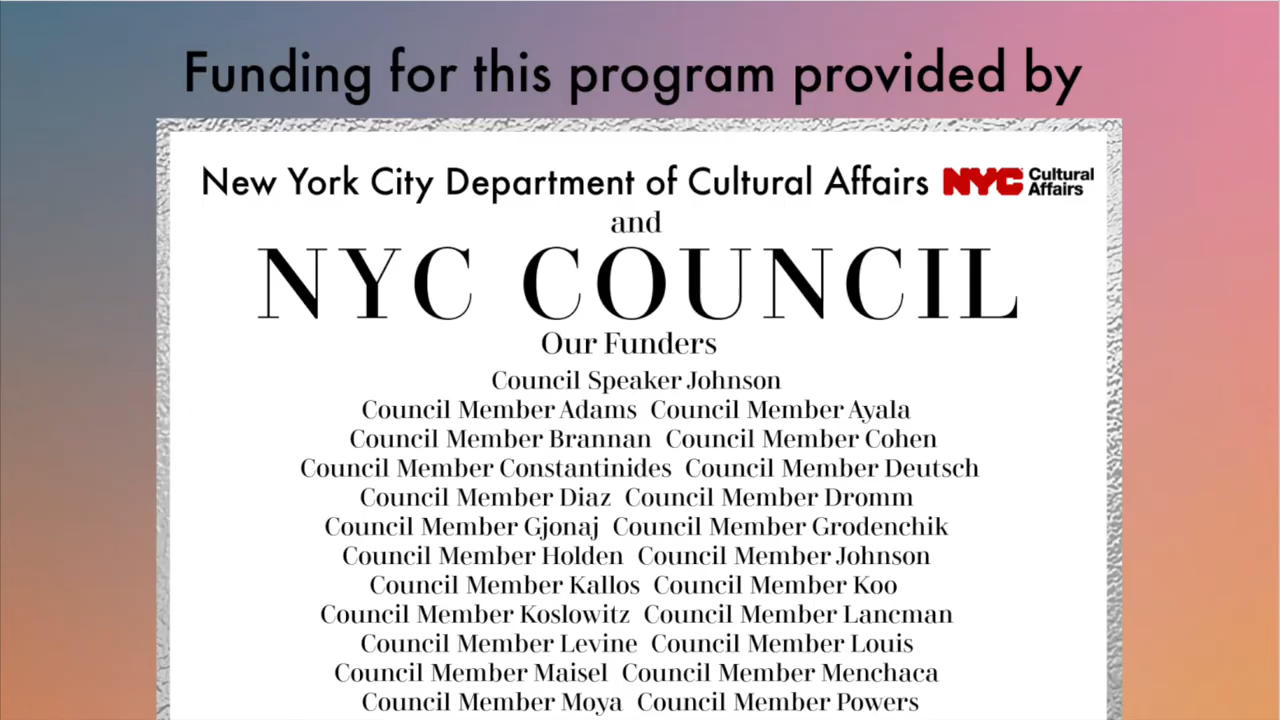 Funding for this program provided by
New York City Department of Cultural Affairs NYC Cultural Affairs
and
NYC COUNCIL
Our Funders
Council Speaker Johnson
Council Member Adams Council Member Ayala
Council Member Brannan Council Member Cohen
Council Member Constantinides Council Member Deutsch
Council Member Diaz Council Member Dromm
Council Member Gjonaj Council Member Grodenchik
Council Member Holden Council Member Johnson
Council Member Kallos Council Member Koo
Council Member Koslowitz Council Member Lancman
Council Member Levine Council Member Louis
Council Member Maisel Council Member Menchaca
Council Member Moya Council Member Powers